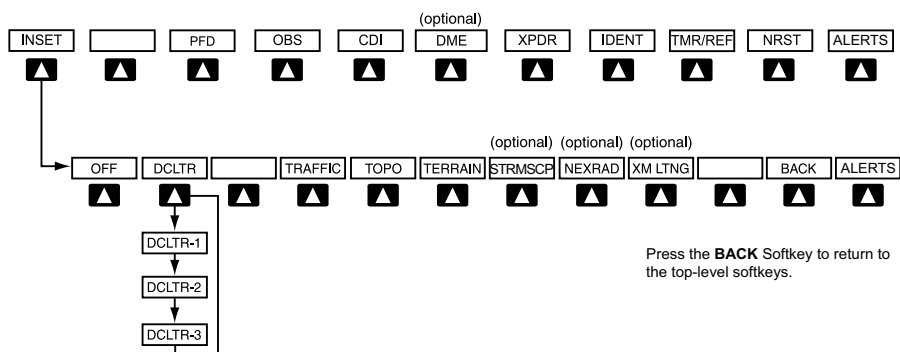 (optional)
INSET PFD OBS CDI DME XPDR IDENT TMR/REF NRST ALERTS
(optional) (optional) (optional)
OFF DCLTR TRAFFIC TOPO TERRAIN STRMSCP NEXRAD XM LTNG BACK ALERTS
DCLTR-1
Press the BACK Softkey to return to
the top-level softkeys.
DCLTR-2
DCLTR-3